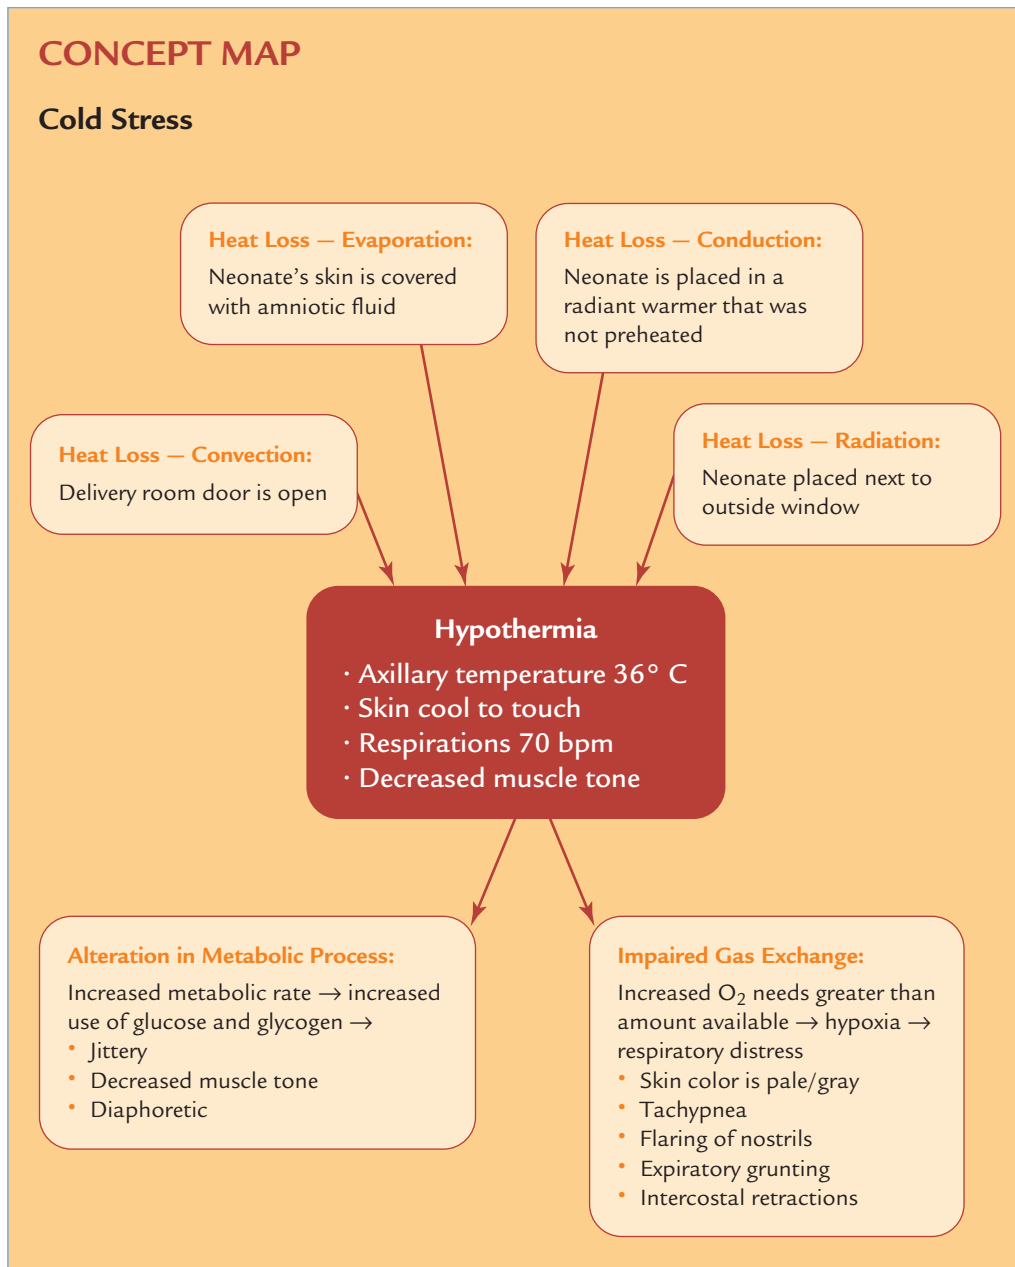 CONCEPT MAP
Cold Stress
Heat Loss — Evaporation:
Neonate’s skin is covered
with amniotic fluid
Heat Loss — Conduction:
Neonate is placed in a
radiant warmer that was
not preheated
Heat Loss — Convection:
Delivery room door is open
Heat Loss — Radiation:
Neonate placed next to
outside window
Hypothermia
· Axillary temperature 36° C
· Skin cool to touch
· Respirations 70 bpm
· Decreased muscle tone
Alteration in Metabolic Process:
Increased metabolic rate → increased
use of glucose and glycogen →
• Jittery
• Decreased muscle tone
• Diaphoretic
Impaired Gas Exchange:
Increased O₂ needs greater than
amount available → hypoxia →
respiratory distress
• Skin color is pale/gray
• Tachypnea
• Flaring of nostrils
• Expiratory grunting
• Intercostal retractions